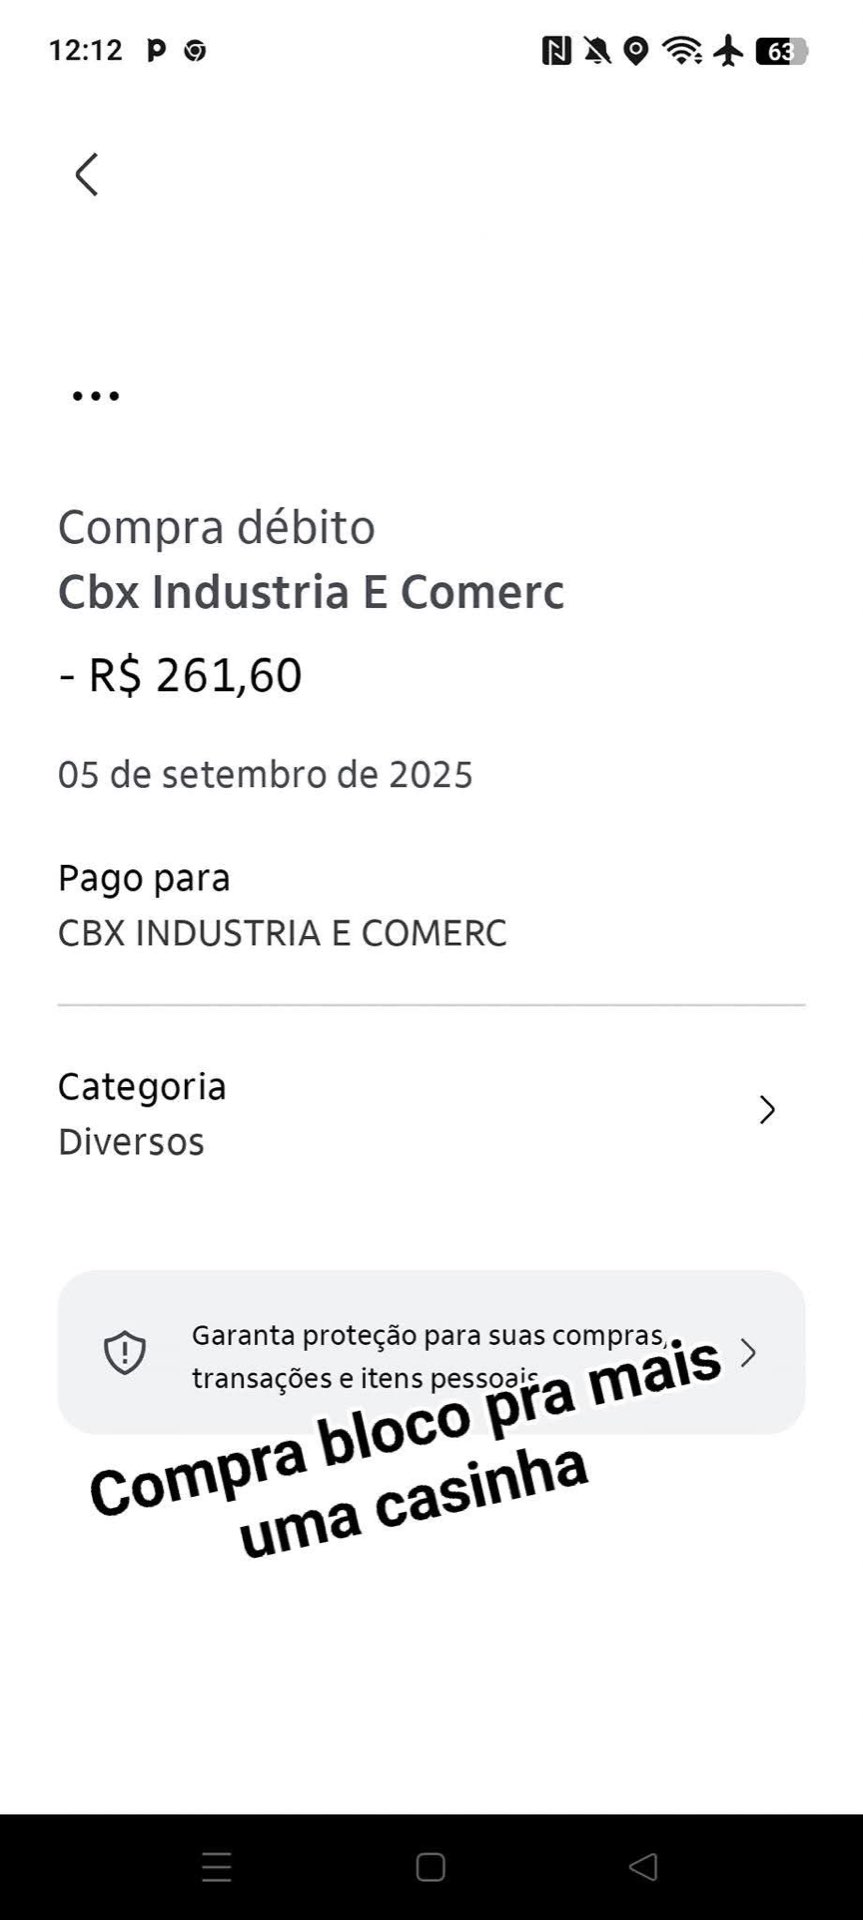 12:12
63
...
Compra débito
Cbx Industria E Comerc
- R$ 261,60
05 de setembro de 2025
Pago para
CBX INDUSTRIA E COMERC
Categoria
Diversos
Garanta proteção para suas compras,
transações e itens pessoais
Compra bloco pra mais
uma casinha